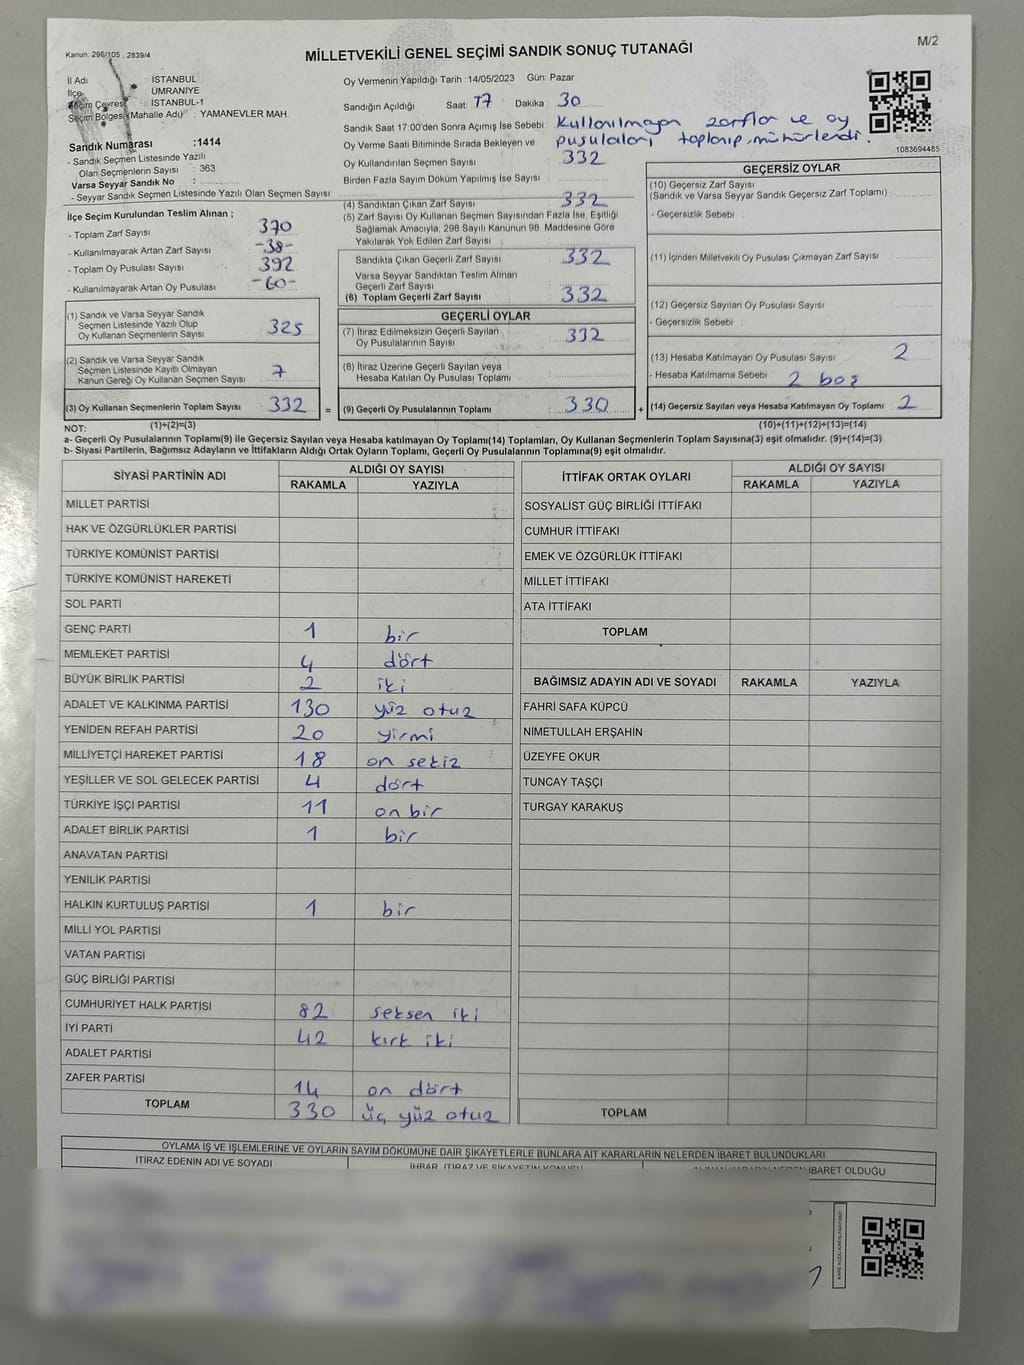 Kanun: 298/105 , 2839/4
MİLLETVEKİLİ GENEL SEÇİMİ SANDIK SONUÇ TUTANAĞI
M/2
İl Adı : İSTANBUL
İlçe : ÜMRANİYE
Seçim Çevresi : İSTANBUL-1
Seçim Bölgesi (Mahalle Adı) : YAMANEVLER MAH.
Sandık Numarası :1414
- Sandık Seçmen Listesinde Yazılı
Olan Seçmenlerin Sayısı : 363
Varsa Seyyar Sandık No :
- Seyyar Sandık Seçmen Listesinde Yazılı Olan Seçmen Sayısı :
Oy Vermenin Yapıldığı Tarih :14/05/2023 Gün: Pazar
Sandığın Açıldığı Saat: 17 Dakika : 30
Sandık Saat 17:00'den Sonra Açımış İse Sebebi : Kullanılmayan zarflar ve oy
pusulaları toplanıp mühürlendi.
Oy Verme Saati Bitiminde Sırada Bekleyen ve
Oy Kullandırılan Seçmen Sayısı : 332
Birden Fazla Sayım Döküm Yapılmış İse Sayısı :
1083694485
İlçe Seçim Kurulundan Teslim Alınan ;
- Toplam Zarf Sayısı : 370
- Kullanılmayarak Artan Zarf Sayısı : -38-
- Toplam Oy Pusulası Sayısı : 392
- Kullanılmayarak Artan Oy Pusulası : -60-
(1) Sandık ve Varsa Seyyar Sandık
Seçmen Listesinde Yazılı Olup
Oy Kullanan Seçmenlerin Sayısı : 325
(2) Sandık ve Varsa Seyyar Sandık
Seçmen Listesinde Kayıtlı Olmayan
Kanun Gereği Oy Kullanan Seçmen Sayısı : 7
(3) Oy Kullanan Seçmenlerin Toplam Sayısı : 332 =
(4) Sandıktan Çıkan Zarf Sayısı : 332
(5) Zarf Sayısı Oy Kullanan Seçmen Sayısından Fazla İse, Eşitliği
Sağlamak Amacıyla, 298 Sayılı Kanunun 98. Maddesine Göre
Yakılarak Yok Edilen Zarf Sayısı :
Sandıkta Çıkan Geçerli Zarf Sayısı : 332
Varsa Seyyar Sandıktan Teslim Alınan
Geçerli Zarf Sayısı :
(6) Toplam Geçerli Zarf Sayısı : 332
GEÇERLİ OYLAR
(7) İtiraz Edilmeksizin Geçerli Sayılan
Oy Pusulalarının Sayısı : 332
(8) İtiraz Üzerine Geçerli Sayılan veya
Hesaba Katılan Oy Pusulası Toplamı :
(9) Geçerli Oy Pusulalarının Toplamı : 330 +
GEÇERSİZ OYLAR
(10) Geçersiz Zarf Sayısı
(Sandık ve Varsa Seyyar Sandık Geçersiz Zarf Toplamı) :
- Geçersizlik Sebebi :
(11) İçinden Milletvekili Oy Pusulası Çıkmayan Zarf Sayısı :
(12) Geçersiz Sayılan Oy Pusulası Sayısı :
- Geçersizlik Sebebi :
(13) Hesaba Katılmayan Oy Pusulası Sayısı : 2
- Hesaba Katılmama Sebebi : 2 boş
(14) Geçersiz Sayılan veya Hesaba Katılmayan Oy Toplamı : 2
NOT: (1)+(2)=(3) (10)+(11)+(12)+(13)=(14)
a- Geçerli Oy Pusulalarının Toplamı(9) ile Geçersiz Sayılan veya Hesaba katılmayan Oy Toplamı(14) Toplamları, Oy Kullanan Seçmenlerin Toplam Sayısına(3) eşit olmalıdır. (9)+(14)=(3)
b- Siyasi Partilerin, Bağımsız Adayların ve İttifakların Aldığı Ortak Oyların Toplamı, Geçerli Oy Pusulalarının Toplamına(9) eşit olmalıdır.
SİYASİ PARTİNİN ADI ALDIĞI OY SAYISI
RAKAMLA YAZIYLA
MİLLET PARTİSİ
HAK VE ÖZGÜRLÜKLER PARTİSİ
TÜRKİYE KOMÜNİST PARTİSİ
TÜRKİYE KOMÜNİST HAREKETİ
SOL PARTİ
GENÇ PARTİ 1 bir
MEMLEKET PARTİSİ 4 dört
BÜYÜK BİRLİK PARTİSİ 2 iki
ADALET VE KALKINMA PARTİSİ 130 yüz otuz
YENİDEN REFAH PARTİSİ 20 yirmi
MİLLİYETÇİ HAREKET PARTİSİ 18 on sekiz
YEŞİLLER VE SOL GELECEK PARTİSİ 4 dört
TÜRKİYE İŞÇİ PARTİSİ 11 on bir
ADALET BİRLİK PARTİSİ 1 bir
ANAVATAN PARTİSİ
YENİLİK PARTİSİ
HALKIN KURTULUŞ PARTİSİ 1 bir
MİLLİ YOL PARTİSİ
VATAN PARTİSİ
GÜÇ BİRLİĞİ PARTİSİ
CUMHURİYET HALK PARTİSİ 82 seksen iki
İYİ PARTİ 42 kırk iki
ADALET PARTİSİ
ZAFER PARTİSİ 14 on dört
TOPLAM 330 üç yüz otuz
İTTİFAK ORTAK OYLARI ALDIĞI OY SAYISI
RAKAMLA YAZIYLA
SOSYALİST GÜÇ BİRLİĞİ İTTİFAKI
CUMHUR İTTİFAKI
EMEK VE ÖZGÜRLÜK İTTİFAKI
MİLLET İTTİFAKI
ATA İTTİFAKI
TOPLAM
BAĞIMSIZ ADAYIN ADI VE SOYADI RAKAMLA YAZIYLA
FAHRİ SAFA KÜPCÜ
NİMETULLAH ERŞAHİN
ÜZEYFE OKUR
TUNCAY TAŞÇI
TURGAY KARAKUŞ
TOPLAM
OYLAMA İŞ VE İŞLEMLERİNE VE OYLARIN SAYIM DÖKÜMÜNE DAİR ŞİKAYETLERLE BUNLARA AİT KARARLARIN NELERDEN İBARET BULUNDUKLARI
İTİRAZ EDENİN ADI VE SOYADI
İHBAR, İTİRAZ VE ŞİKAYETİN KONUSU
İBARET OLDUĞU